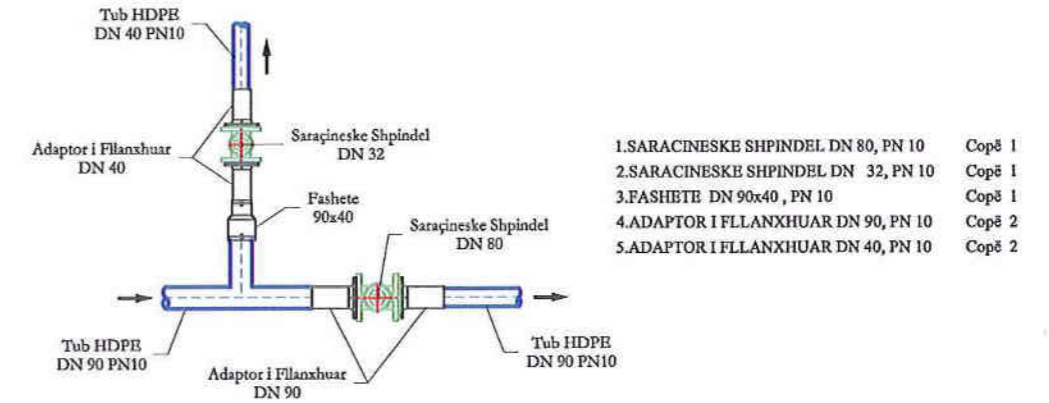 Tub HDPE
DN 40 PN10
Adaptor i Fllanxhuar
DN 40
Saraçineske Shpindel
DN 32
Fashete
90x40
Saraçineske Shpindel
DN 80
Tub HDPE
DN 90 PN10
Adaptor i Fllanxhuar
DN 90
Tub HDPE
DN 90 PN10
1.SARACINESKE SHPINDEL DN 80, PN 10 Copë 1
2.SARACINESKE SHPINDEL DN 32, PN 10 Copë 1
3.FASHETE DN 90x40 , PN 10 Copë 1
4.ADAPTOR I FLLANXHUAR DN 90, PN 10 Copë 2
5.ADAPTOR I FLLANXHUAR DN 40, PN 10 Copë 2